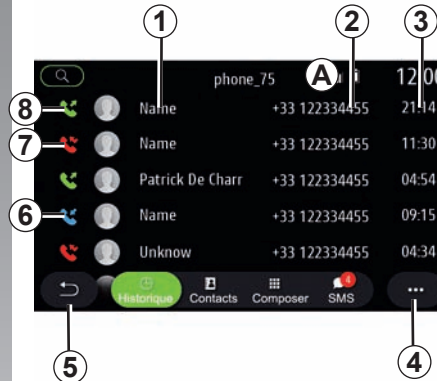 1 2 3
phone_75 A 12:00
8 Name +33 122334455 21:14
7 Name +33 122334455 11:30
Patrick De Charr +33 122334455 04:54
6 Name +33 122334455 09:15
Unknow +33 122334455 04:34
4
Historique Contacts Composer SMS ...
5 4